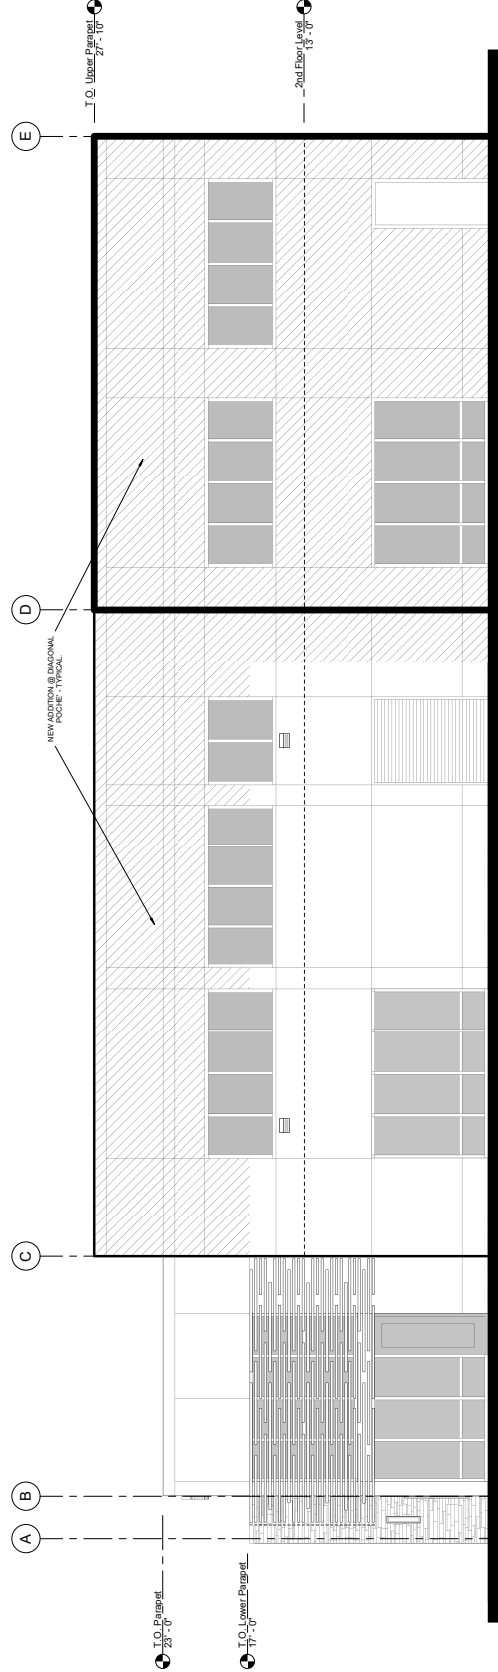 T.O. Upper Parapet
27' - 10"
2nd Floor Level
13' - 0"
E
D
NEW ADDITION @ DIAGONAL
POCHE' - TYPICAL
C
B
A
T.O. Parapet
23' - 0"
T.O. Lower Parapet
17' - 0"